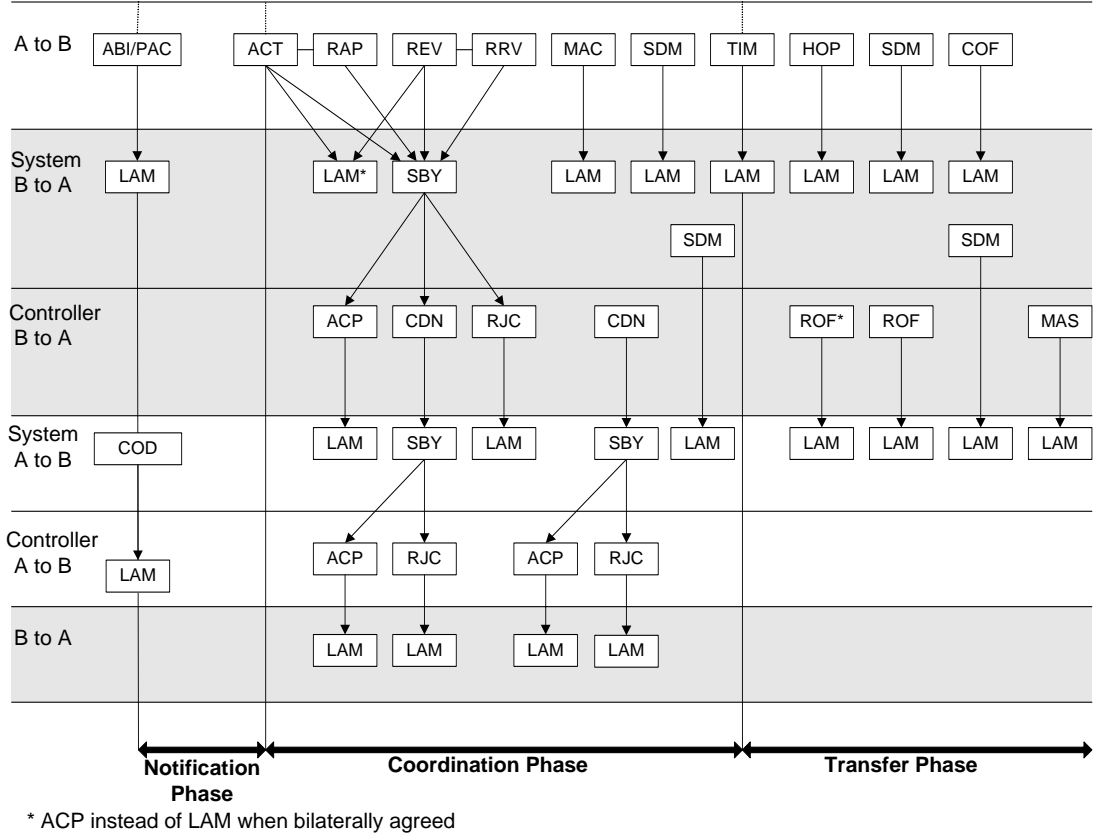 A to B
ABI/PAC ACT RAP REV RRV MAC SDM TIM HOP SDM COF
System
B to A
LAM LAM* SBY LAM LAM LAM LAM LAM LAM
SDM SDM
Controller
B to A
ACP CDN RJC CDN ROF* ROF MAS
System
A to B
COD LAM SBY LAM SBY LAM LAM LAM LAM LAM
Controller
A to B
LAM ACP RJC ACP RJC
B to A
LAM LAM LAM LAM
Notification
Phase
Coordination Phase
Transfer Phase
* ACP instead of LAM when bilaterally agreed